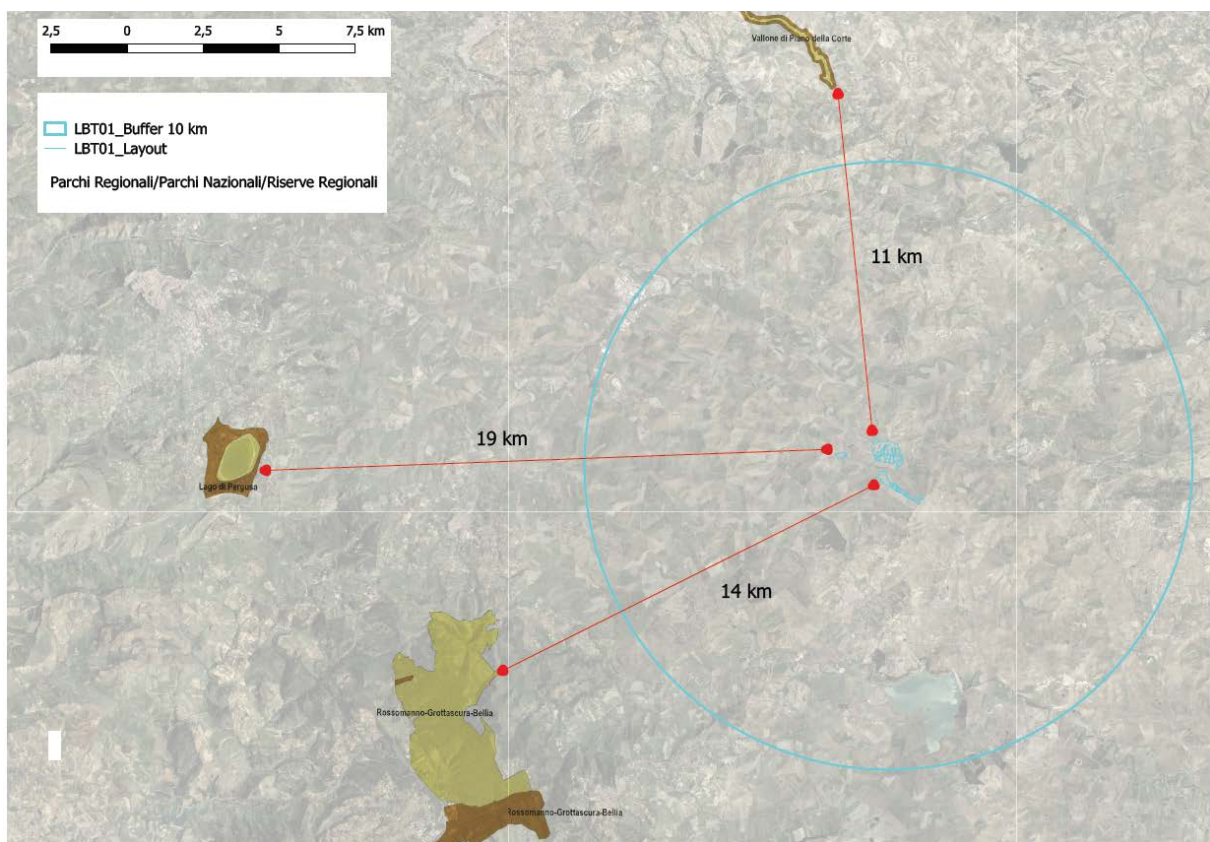 2,5 0 2,5 5 7,5 km
LBT01_Buffer 10 km
LBT01_Layout
Parchi Regionali/Parchi Nazionali/Riserve Regionali
Vallone di Piano della Corte
11 km
19 km
Lago di Pergusa
14 km
Rossomanno-Grottascura-Bellia
Rossomanno-Grottascura-Bellia